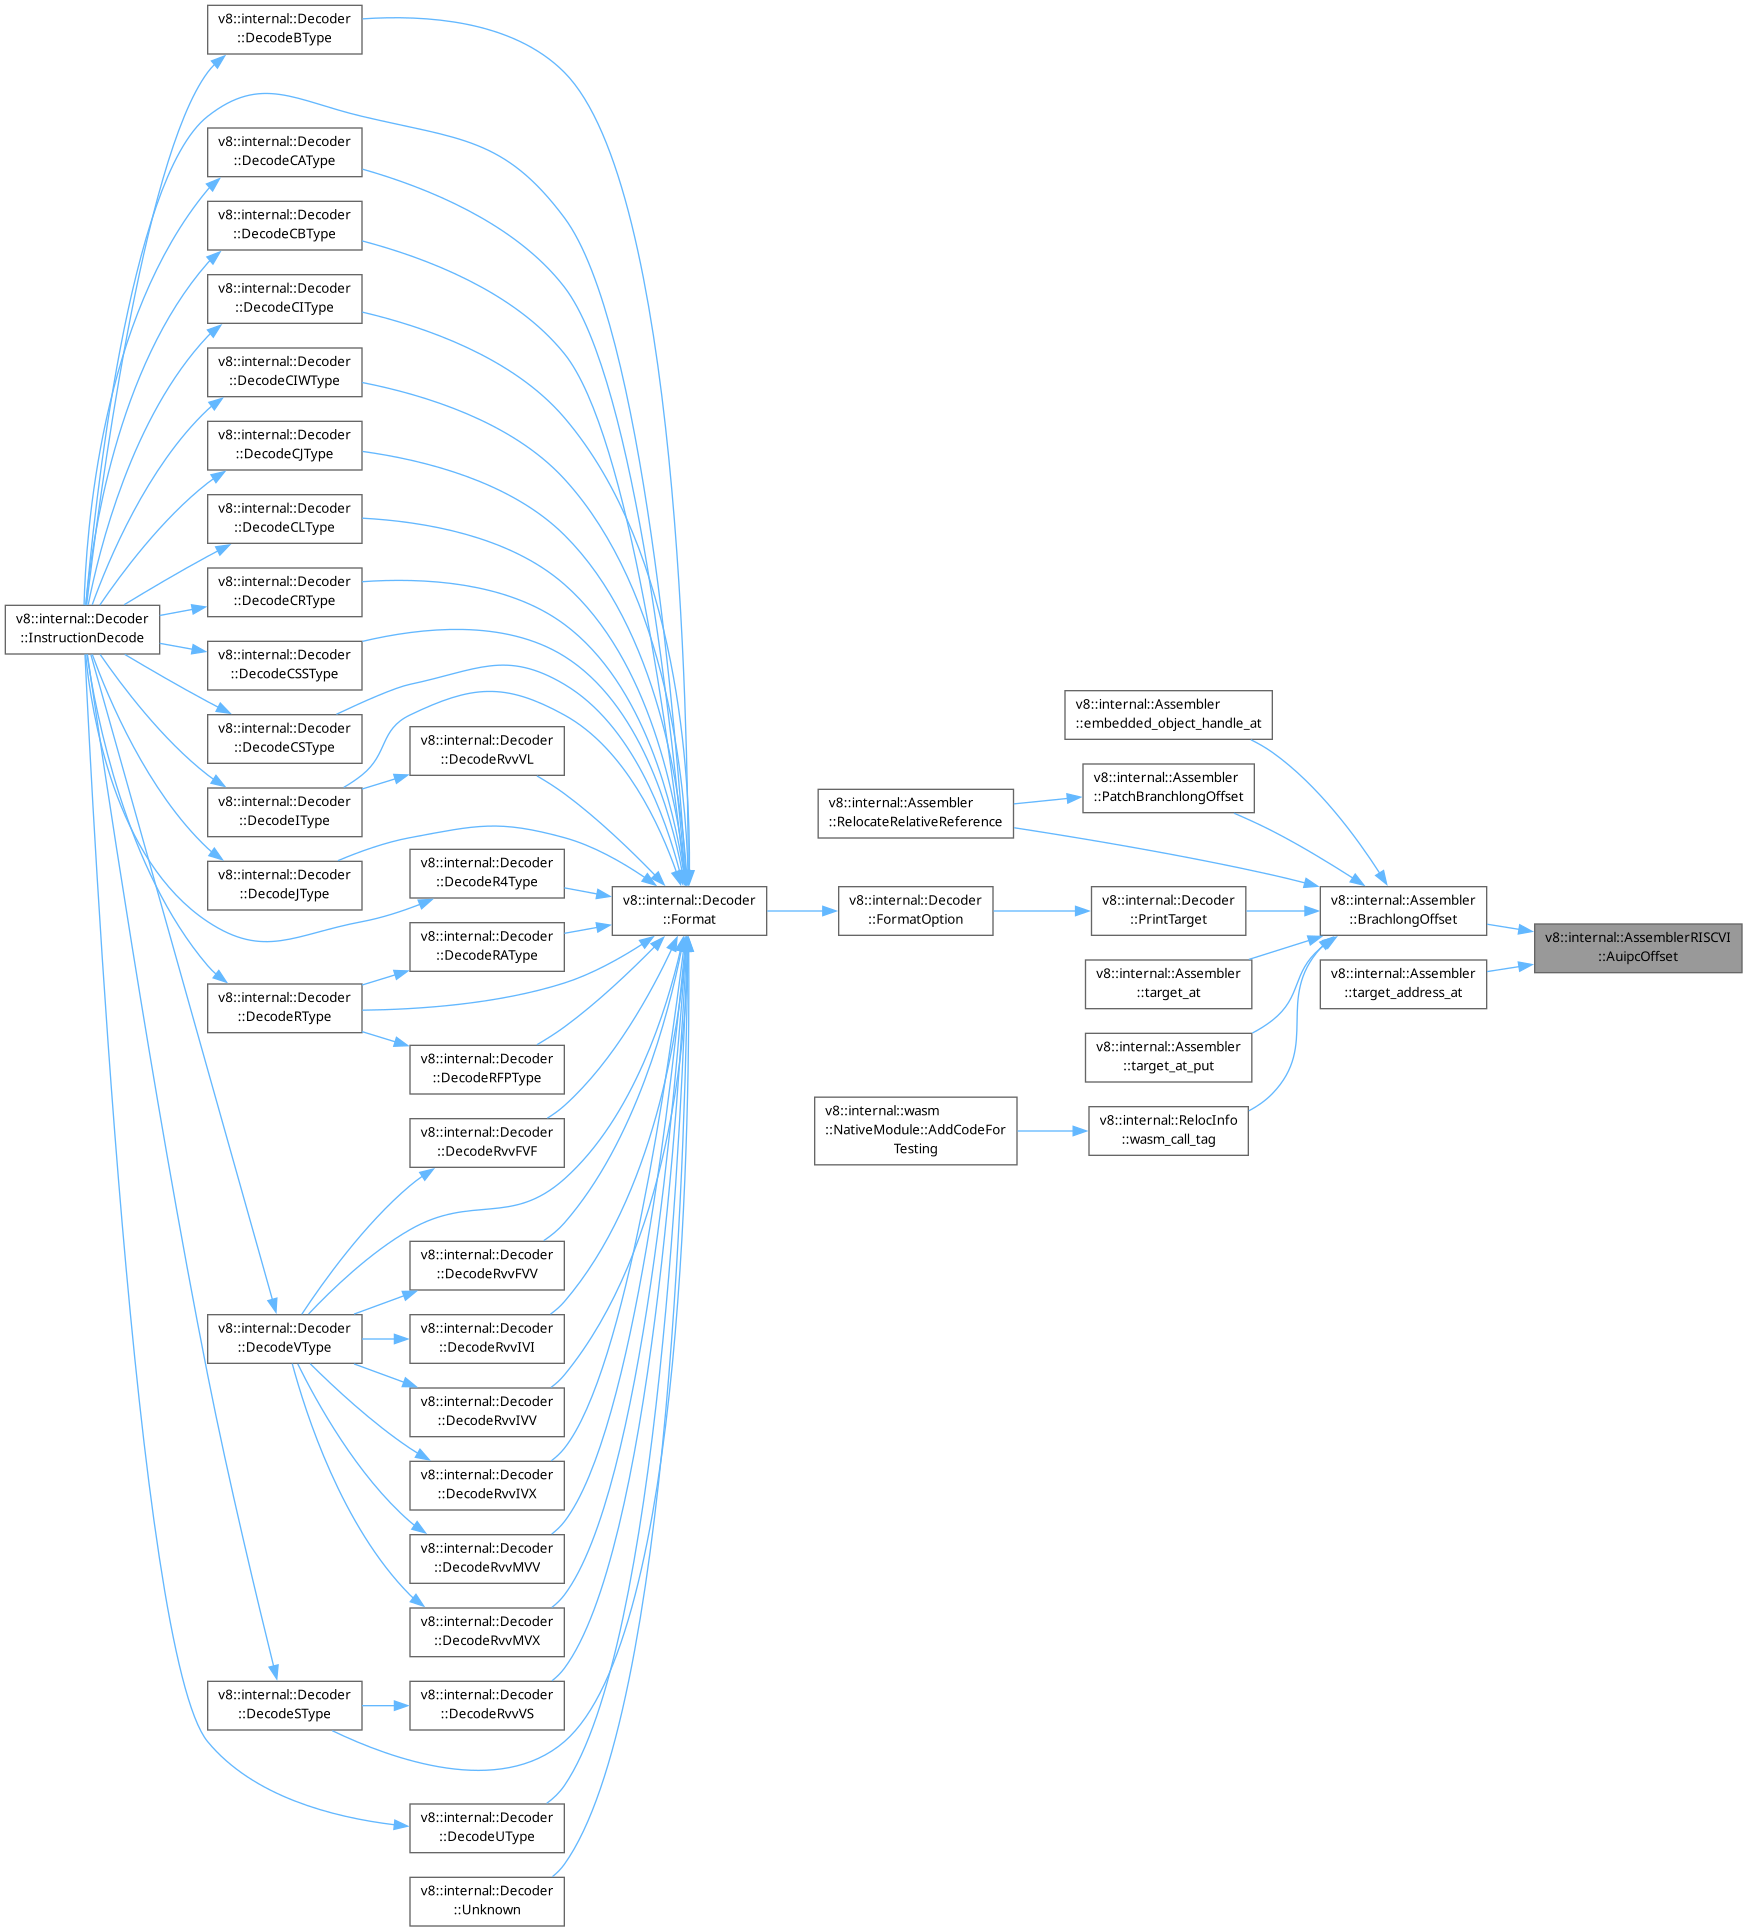 v8::internal::Decoder
::DecodeBType
v8::internal::Decoder
::DecodeCAType
v8::internal::Decoder
::DecodeCBType
v8::internal::Decoder
::DecodeCIType
v8::internal::Decoder
::DecodeCIWType
v8::internal::Decoder
::DecodeCJType
v8::internal::Decoder
::DecodeCLType
v8::internal::Decoder
::DecodeCRType
v8::internal::Decoder
::InstructionDecode
v8::internal::Decoder
::DecodeCSSType
v8::internal::Decoder
::DecodeCSType
v8::internal::Decoder
::DecodeIType
v8::internal::Decoder
::DecodeJType
v8::internal::Decoder
::DecodeRType
v8::internal::Decoder
::DecodeVType
v8::internal::Decoder
::DecodeSType
v8::internal::Decoder
::DecodeRvvVL
v8::internal::Decoder
::DecodeR4Type
v8::internal::Decoder
::DecodeRAType
v8::internal::Decoder
::DecodeRFPType
v8::internal::Decoder
::DecodeRvvFVF
v8::internal::Decoder
::DecodeRvvFVV
v8::internal::Decoder
::DecodeRvvIVI
v8::internal::Decoder
::DecodeRvvIVV
v8::internal::Decoder
::DecodeRvvIVX
v8::internal::Decoder
::DecodeRvvMVV
v8::internal::Decoder
::DecodeRvvMVX
v8::internal::Decoder
::DecodeRvvVS
v8::internal::Decoder
::DecodeUType
v8::internal::Decoder
::Unknown
v8::internal::Decoder
::Format
v8::internal::Assembler
::RelocateRelativeReference
v8::internal::Decoder
::FormatOption
v8::internal::wasm
::NativeModule::AddCodeFor
Testing
v8::internal::Assembler
::embedded_object_handle_at
v8::internal::Assembler
::PatchBranchlongOffset
v8::internal::Decoder
::PrintTarget
v8::internal::Assembler
::target_at
v8::internal::Assembler
::target_at_put
v8::internal::RelocInfo
::wasm_call_tag
v8::internal::Assembler
::BrachlongOffset
v8::internal::Assembler
::target_address_at
v8::internal::AssemblerRISCVI
::AuipcOffset